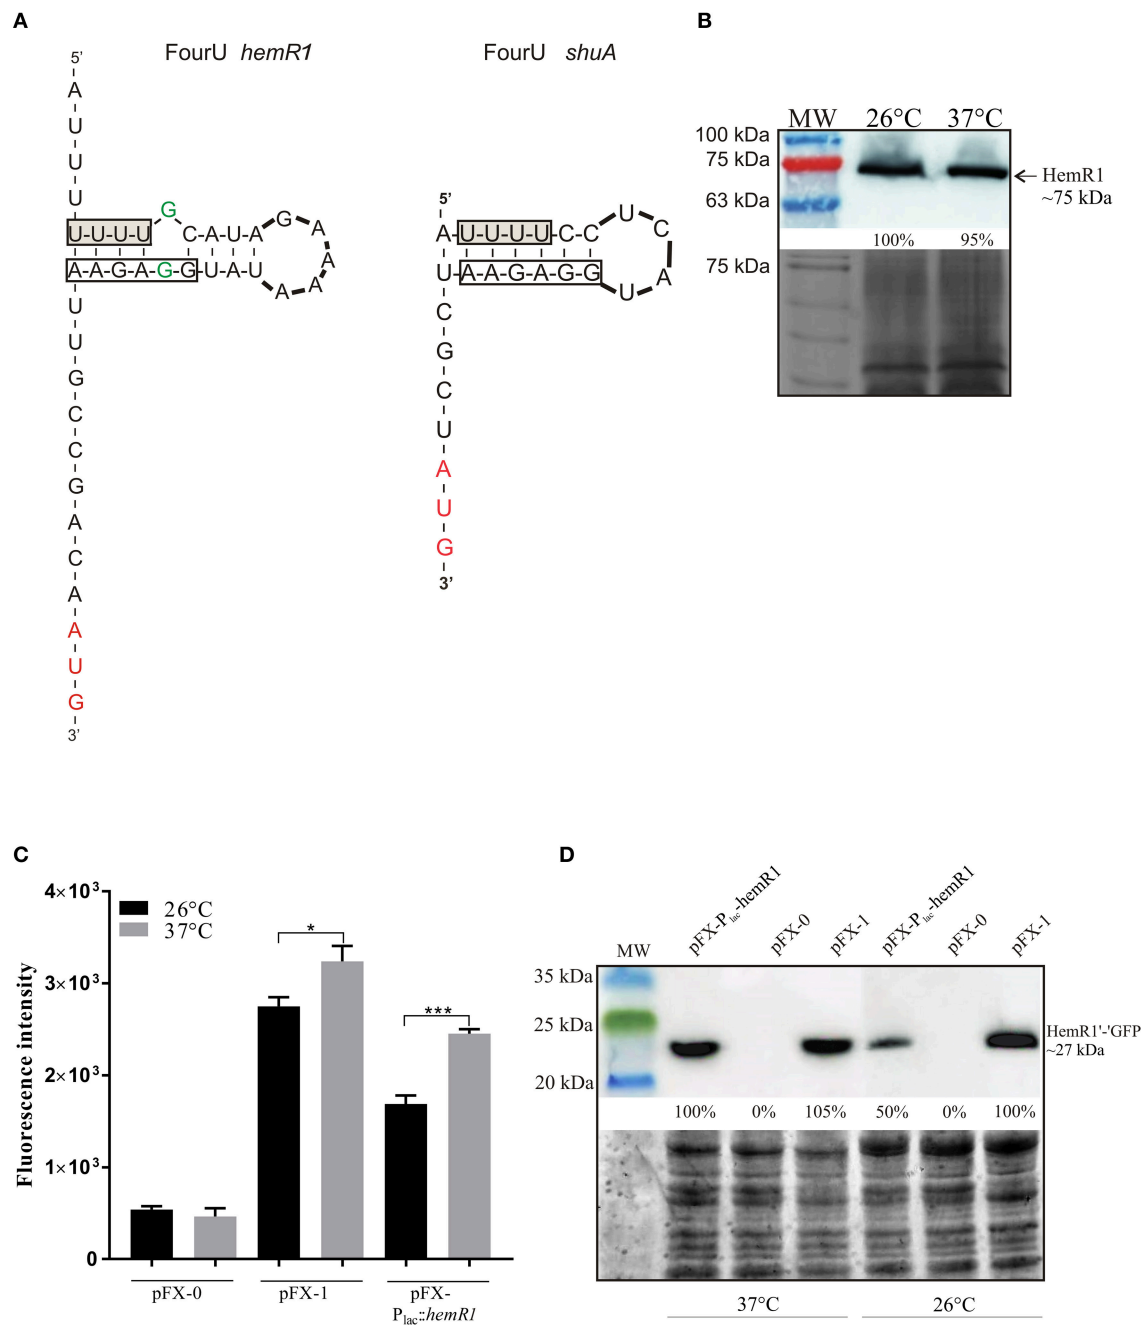 A
FourU hemR1
5'
A
U
U
U
U-U-U-U
G
C-A-U-A
G
A
A
A
A
A-A-G-A-G-G-U-A-U
U
U
G
C
C
G
A
C
A
A
U
G
3'
FourU shuA
5'
A-U-U-U-U-C-C
U
C
A
U
U-A-A-G-A-G-G
C
G
C
U
A
U
G
3'
B
MW 26°C 37°C
100 kDa
75 kDa
63 kDa
HemR1
~75 kDa
100% 95%
75 kDa
C
Fluorescence intensity
4×10³
3×10³
2×10³
1×10³
0
26°C
37°C
*
***
pFX-0
pFX-1
pFX-
Plac::hemR1
D
MW
pFX-Plac-hemR1
pFX-0
pFX-1
pFX-Plac-hemR1
pFX-0
pFX-1
35 kDa
25 kDa
20 kDa
HemR1'-'GFP
~27 kDa
100% 0% 105% 50% 0% 100%
37°C 26°C